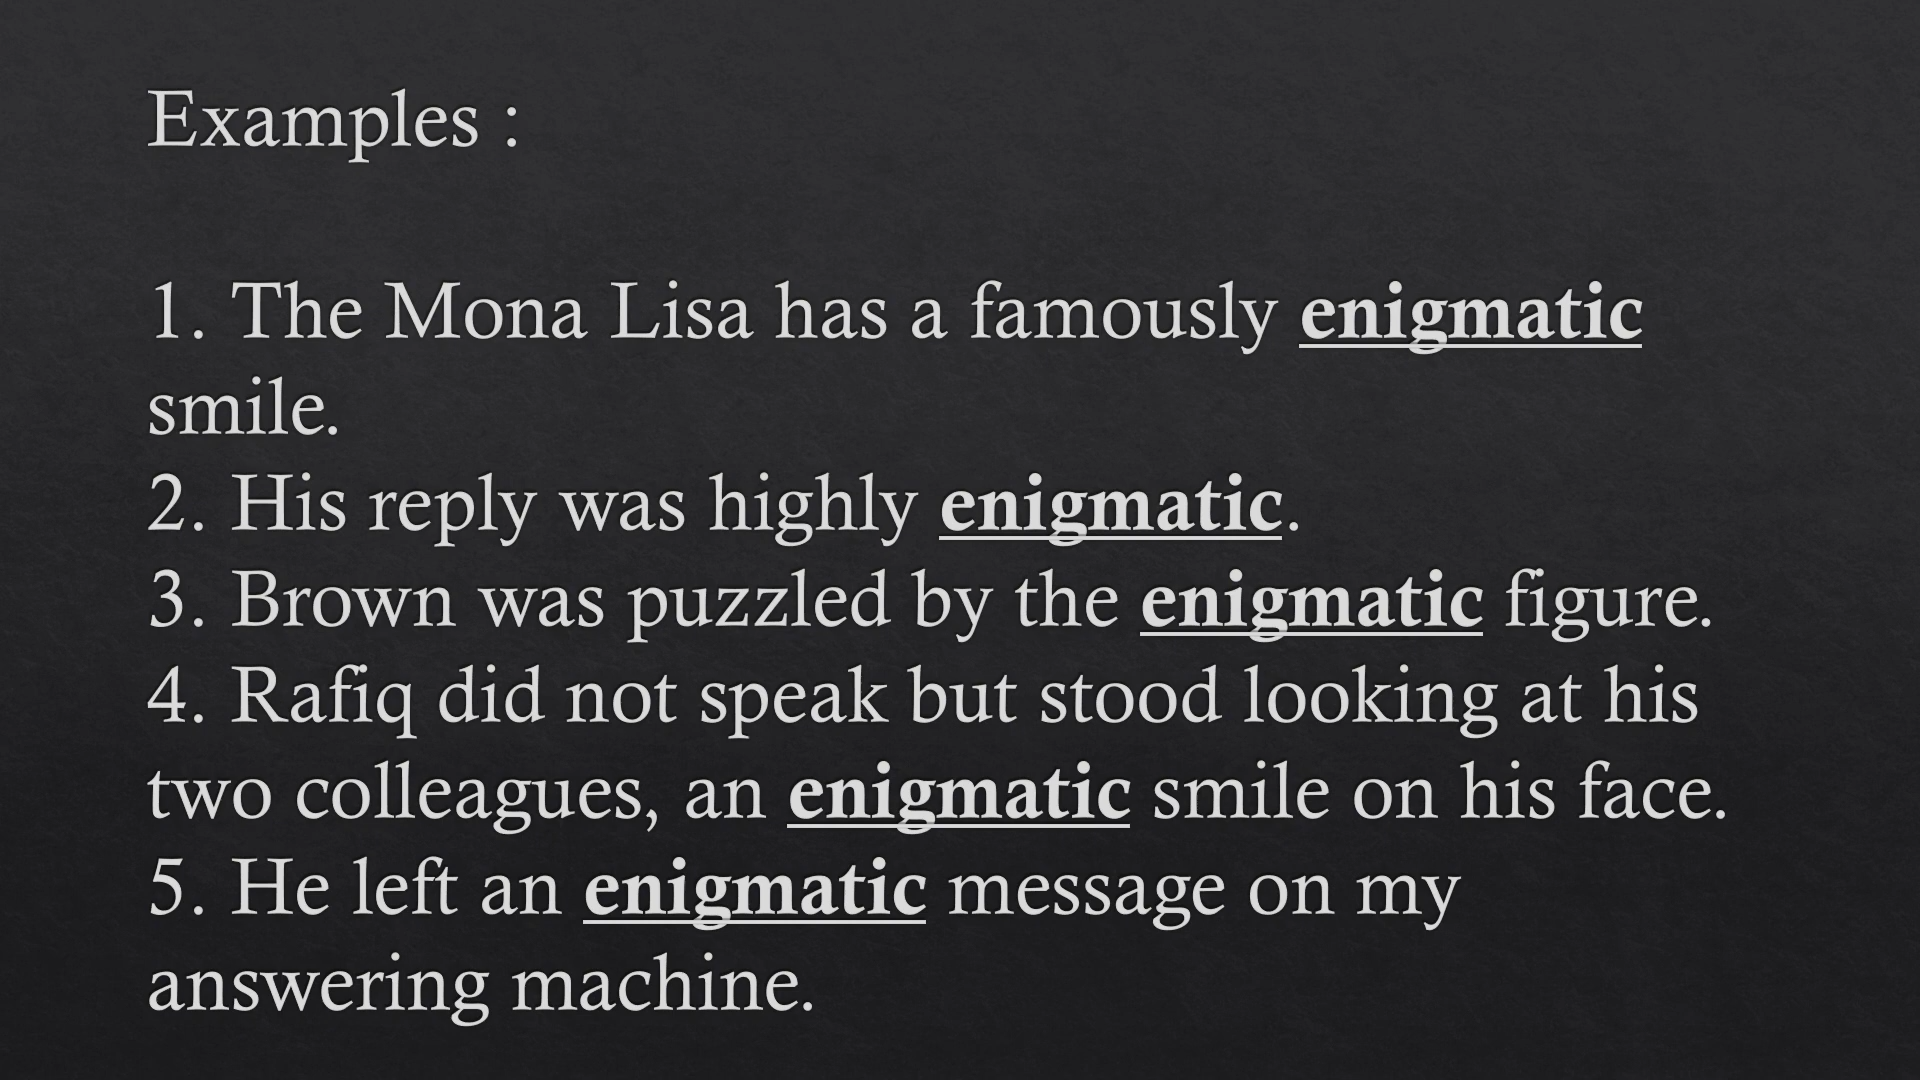 Examples :
1. The Mona Lisa has a famously enigmatic
smile.
2. His reply was highly enigmatic.
3. Brown was puzzled by the enigmatic figure.
4. Rafiq did not speak but stood looking at his
two colleagues, an enigmatic smile on his face.
5. He left an enigmatic message on my
answering machine.